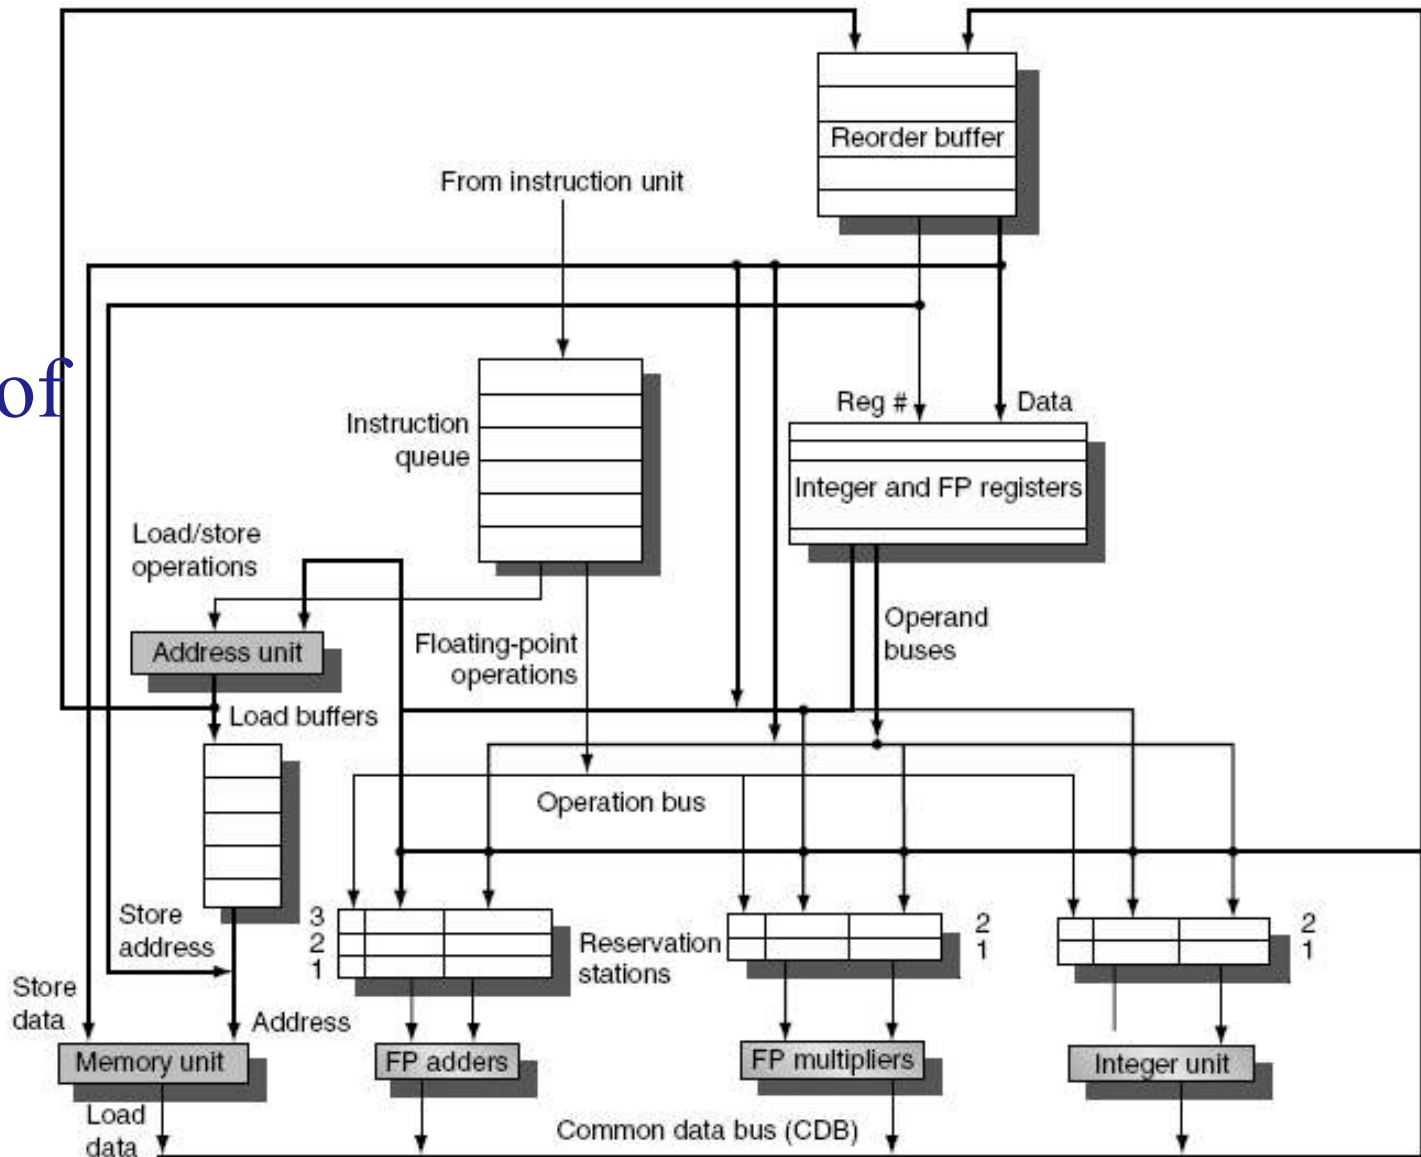 Reorder buffer
From instruction unit
of
Reg #
Data
Instruction
queue
Integer and FP registers
Load/store
operations
Operand
buses
Address unit
Floating-point
operations
Load buffers
Operation bus
Store
address
3
2
1
Reservation
stations
2
1
2
1
Store
data
Address
Memory unit
FP adders
FP multipliers
Integer unit
Load
data
Common data bus (CDB)